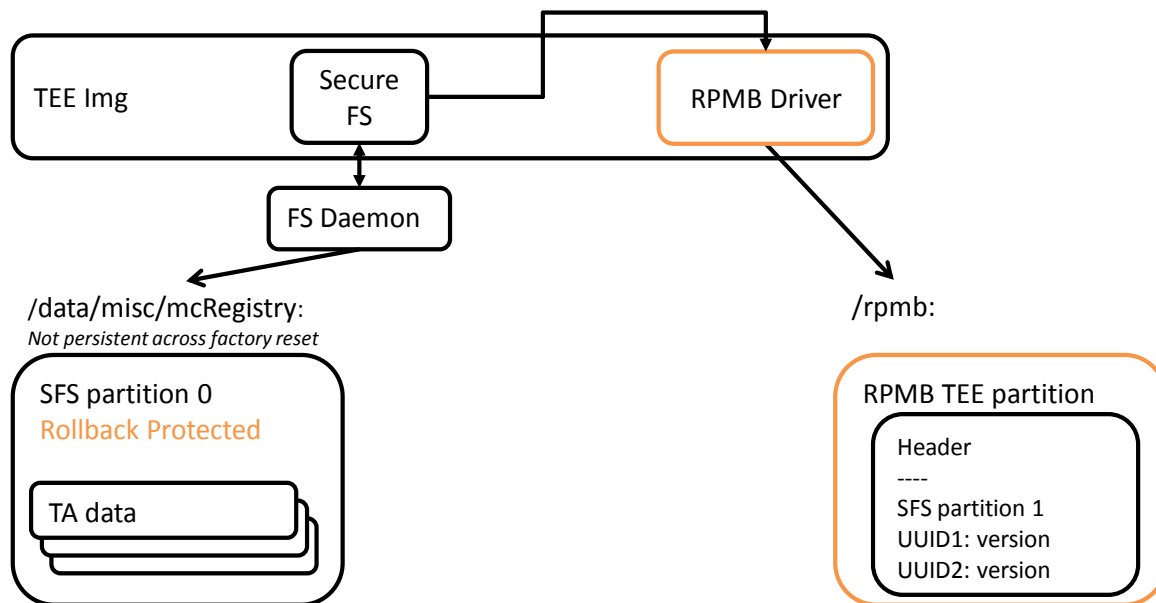 TEE Img
Secure
FS
RPMB Driver
FS Daemon
/data/misc/mcRegistry:
Not persistent across factory reset
/rpmb:
SFS partition 0
Rollback Protected
TA data
RPMB TEE partition
Header
----
SFS partition 1
UUID1: version
UUID2: version